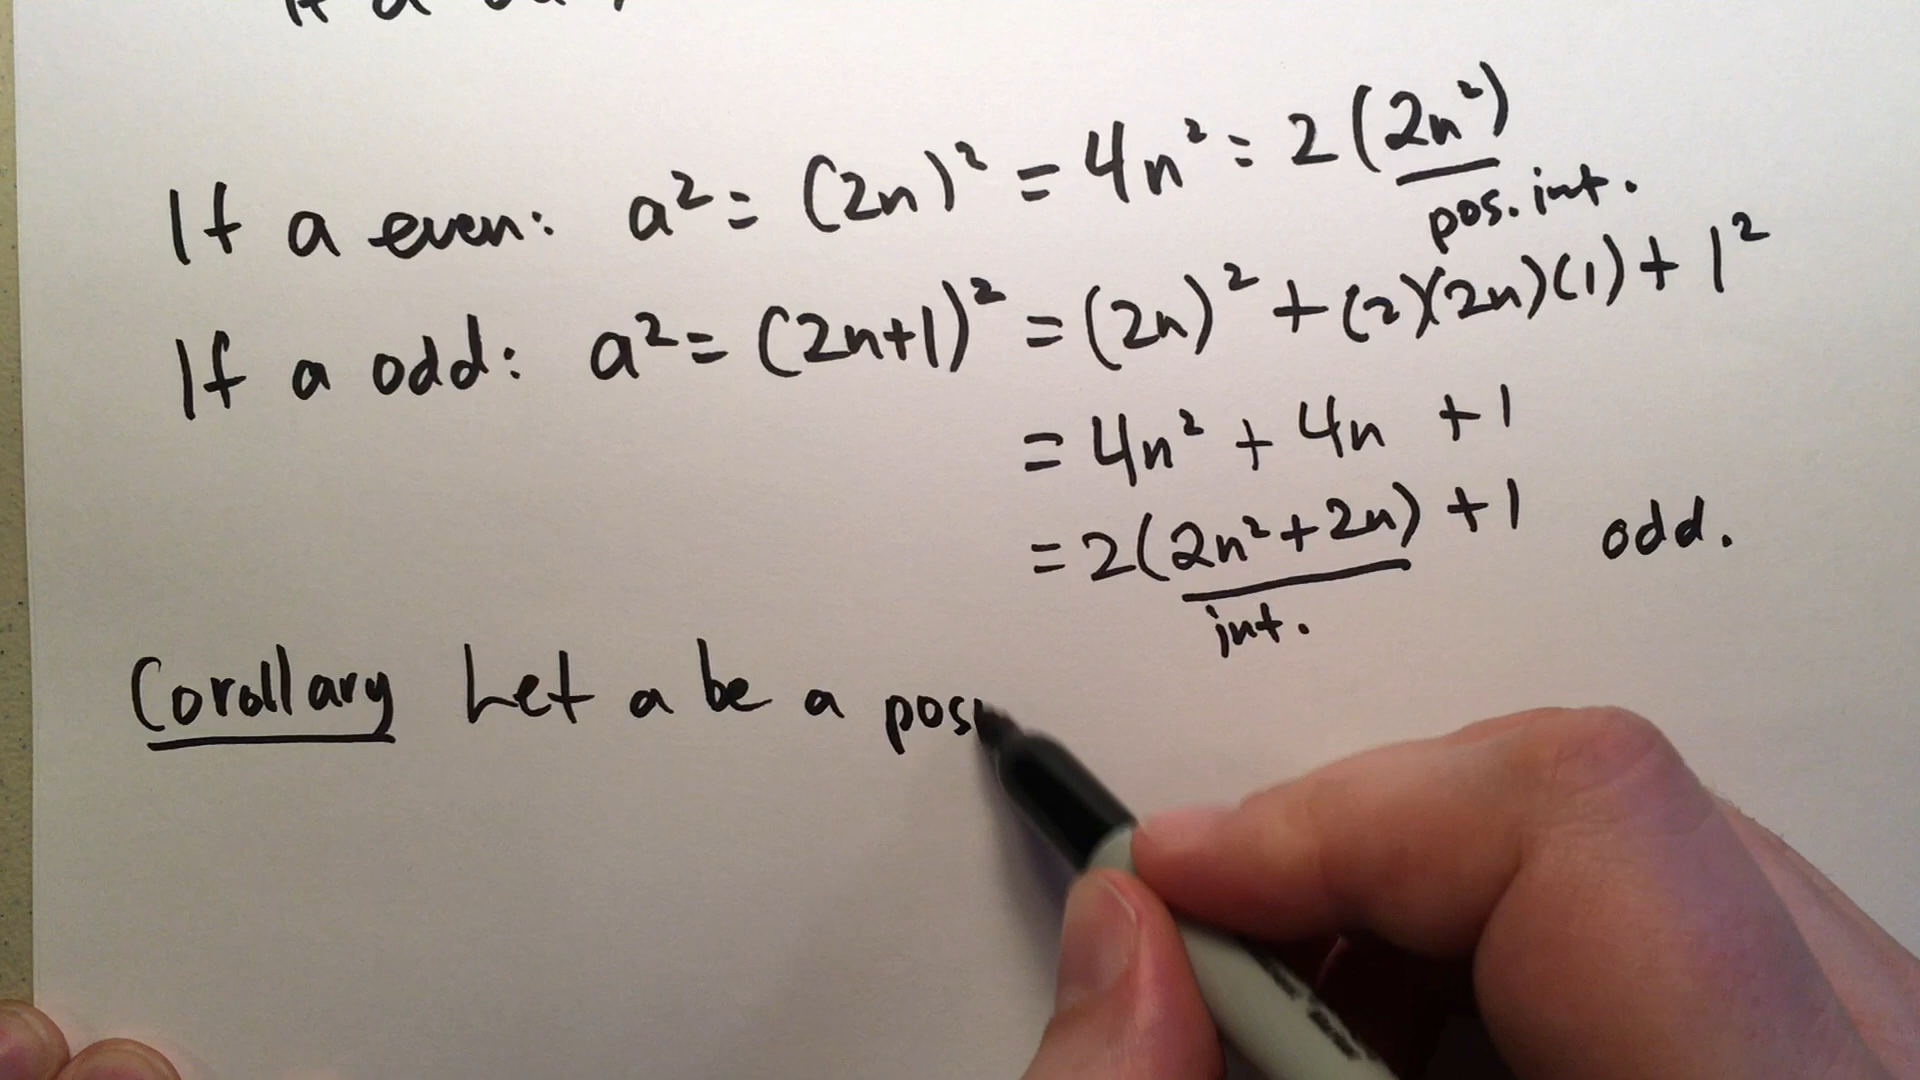 If a even: a² = (2n)² = 4n² = 2(2n²)
pos. int.
If a odd: a² = (2n+1)² = (2n)² + (2)(2n)(1) + 1²
= 4n² + 4n + 1
= 2(2n²+2n) + 1 odd.
int.
Corollary Let a be a pos